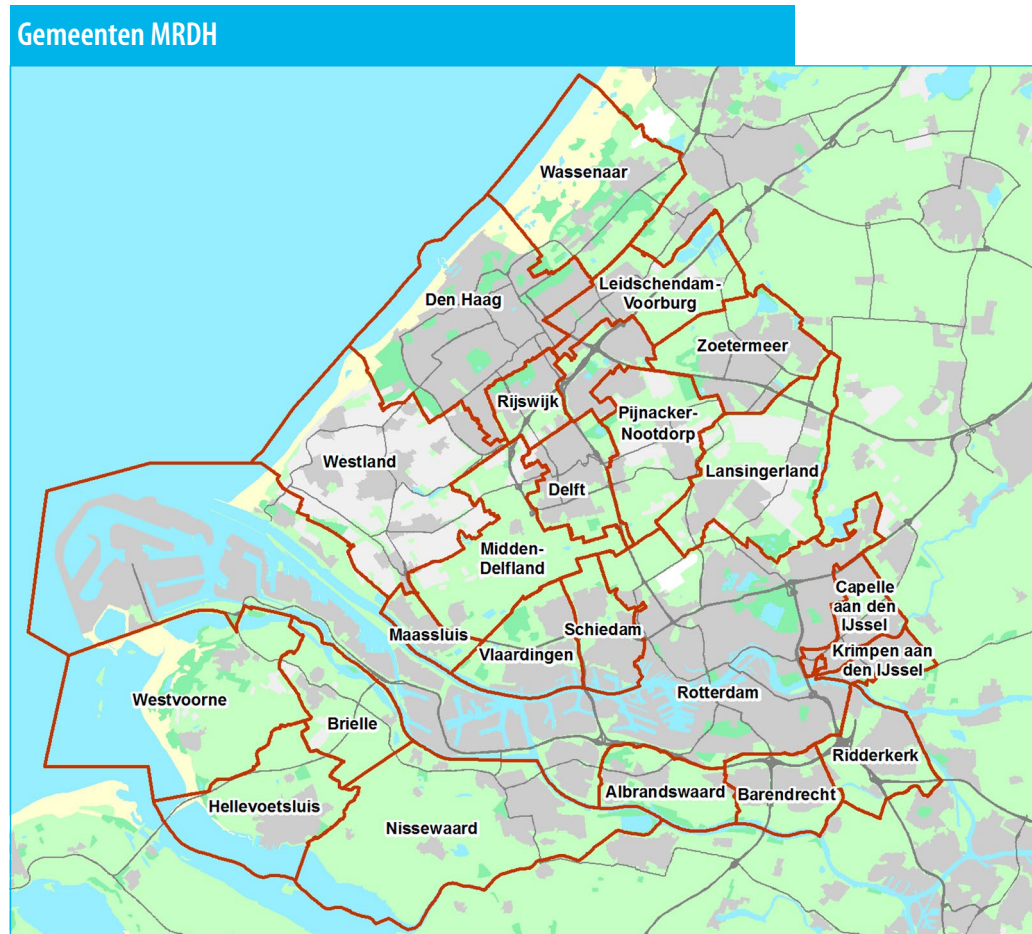 Gemeenten MRDH
Wassenaar
Leidschendam-
Voorburg
Den Haag
Zoetermeer
Rijswijk
Pijnacker-
Nootdorp
Westland
Lansingerland
Delft
Midden-
Delfland
Capelle
aan den
IJssel
Maassluis
Schiedam
Vlaardingen
Krimpen aan
den IJssel
Westvoorne
Rotterdam
Brielle
Ridderkerk
Albrandswaard
Barendrecht
Hellevoetsluis
Nissewaard